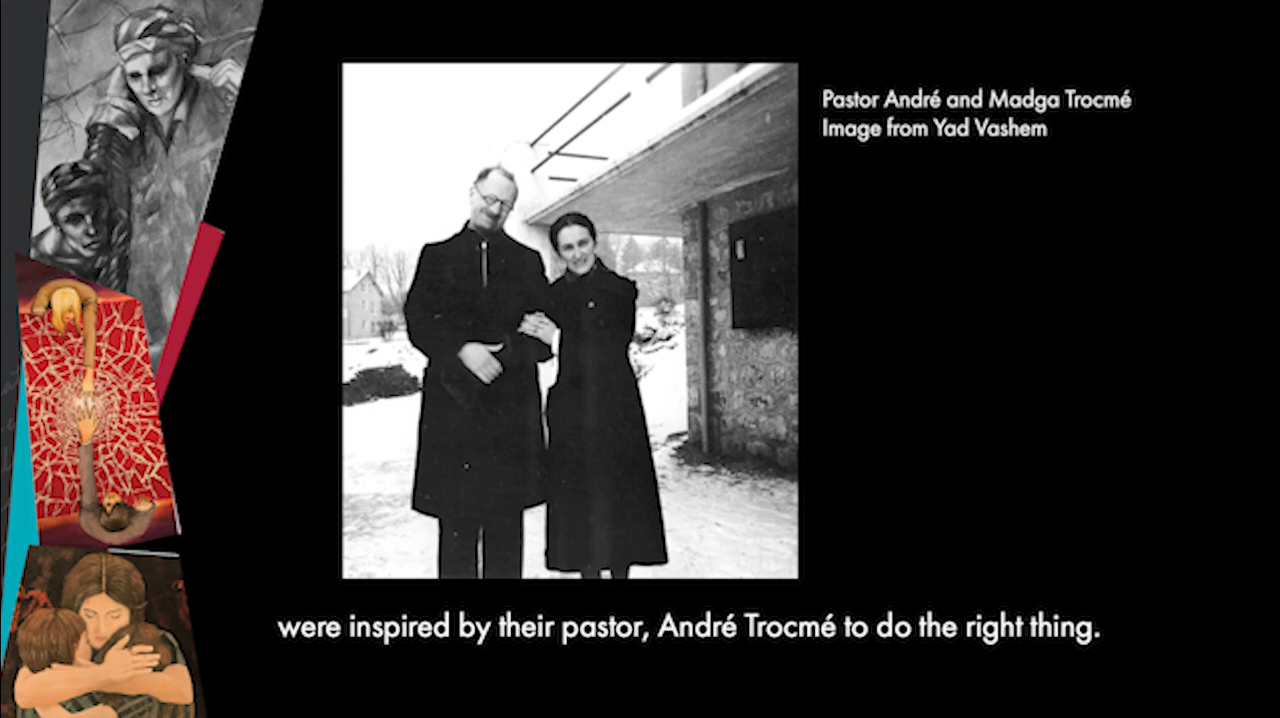 Pastor André and Madga Trocmé
Image from Yad Vashem
were inspired by their pastor, André Trocmé to do the right thing.